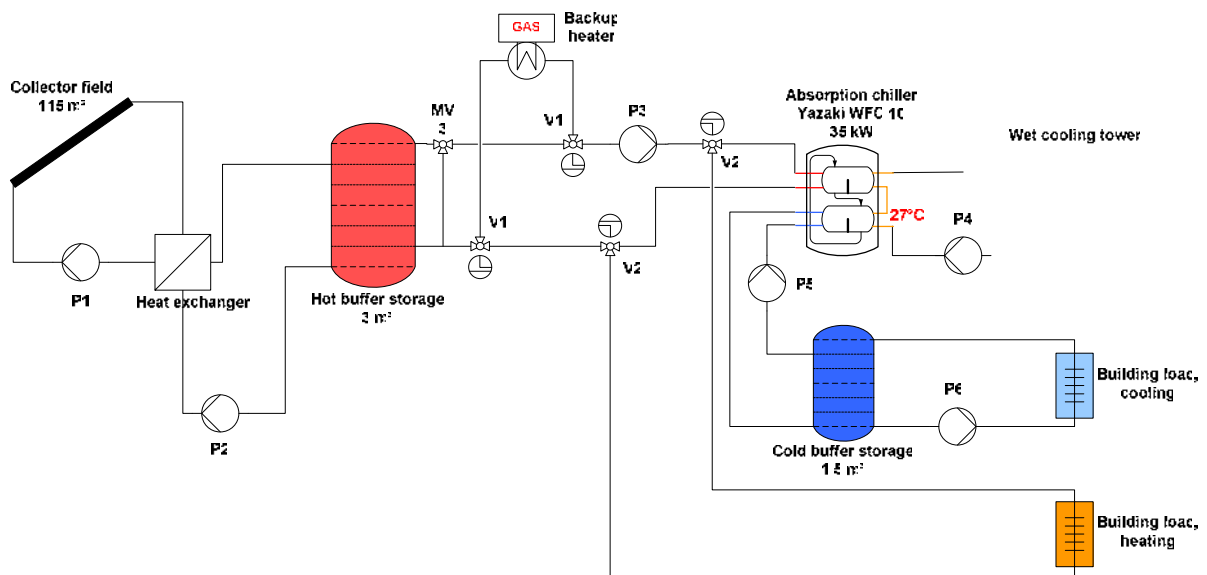 GAS
Backup
heater
Collector field
115 m²
MV
3
V1
P3
V2
Absorption chiller
Yazaki WFC 10
35 kW
Wet cooling tower
27°C
P4
P1
Heat exchanger
V1
V2
P5
Hot buffer storage
3 m³
P2
P6
Building load,
cooling
Cold buffer storage
1.5 m³
Building load,
heating